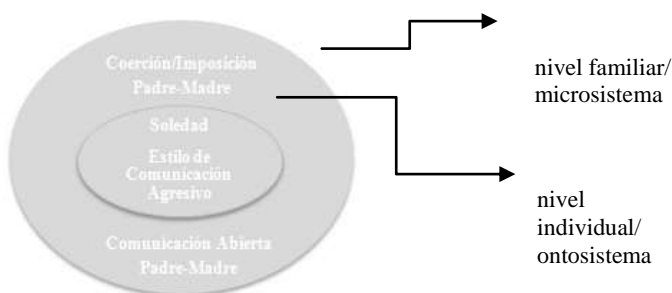 Coerción/Imposición
Padre-Madre
Soledad
Estilo de
Comunicación
Agresivo
Comunicación Abierta
Padre-Madre
nivel familiar/
microsistema
nivel
individual/
ontosistema